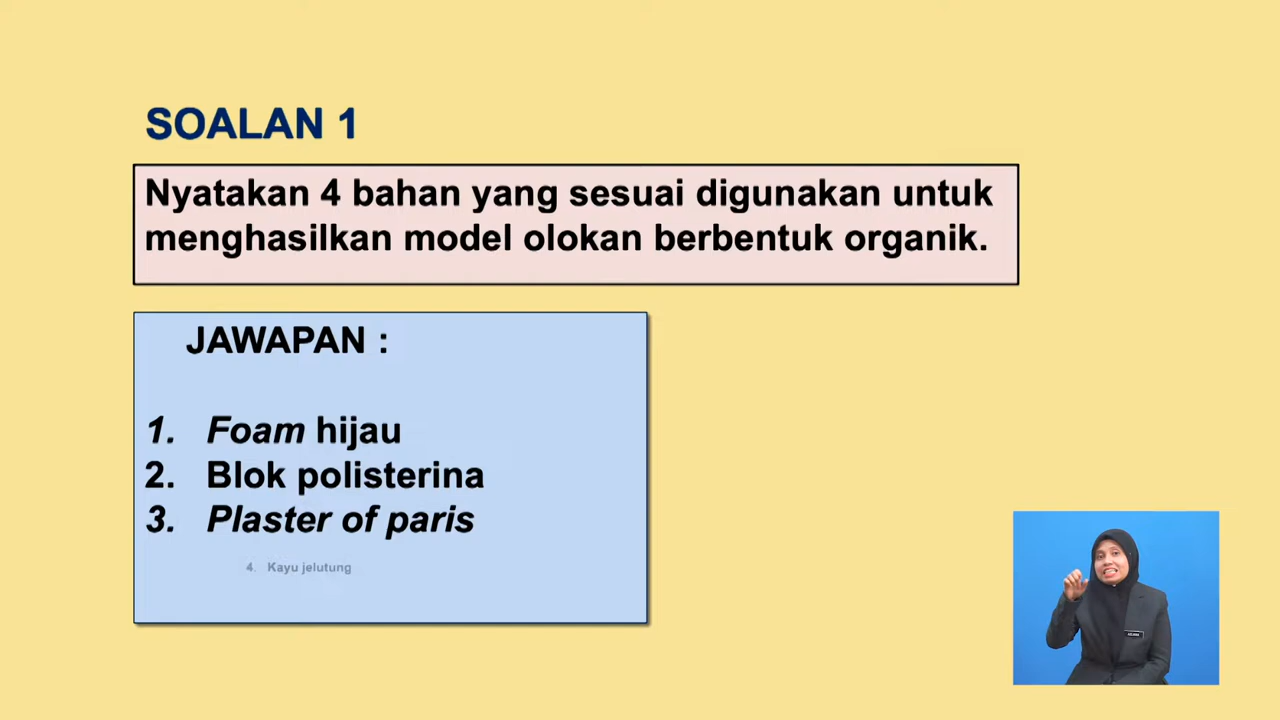 SOALAN 1
Nyatakan 4 bahan yang sesuai digunakan untuk
menghasilkan model olokan berbentuk organik.
JAWAPAN :
1. Foam hijau
2. Blok polisterina
3. Plaster of paris
4. Kayu jelutung